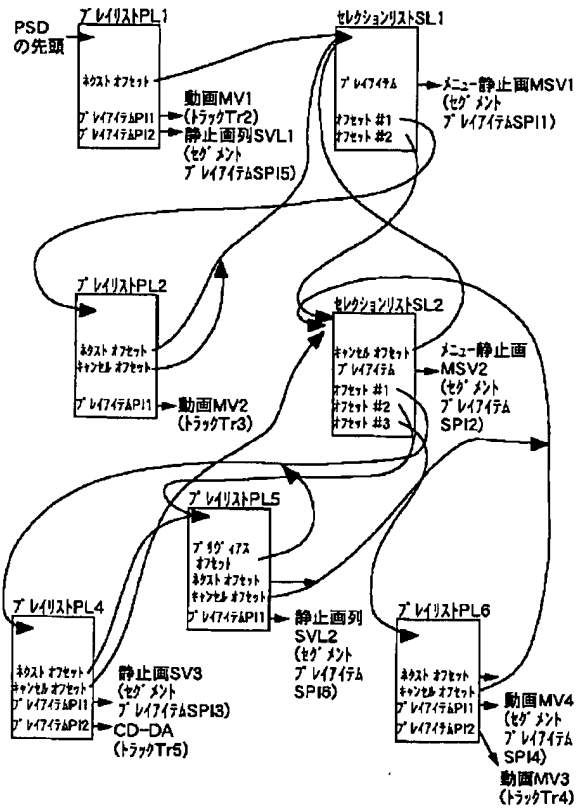 PSD
の先頭
プレイリストPL1
ネクスト オフセット
プレイアイテムPI1
プレイアイテムPI2
動画MV1
(トラックTr2)
静止画列SVL1
(セグメント
プレイアイテムSPI5)
セレクションリストSL1
プレイアイテム
オフセット #1
オフセット #2
メニュー静止画MSV1
(セグメント
プレイアイテムSPI1)
プレイリストPL2
ネクスト オフセット
キャンセル オフセット
プレイアイテムPI1
動画MV2
(トラックTr3)
セレクションリストSL2
キャンセル オフセット
プレイアイテム
オフセット #1
オフセット #2
オフセット #3
メニュー静止画
MSV2
(セグメント
プレイアイテム
SPI2)
プレイリストPL5
プリヴィアス
オフセット
ネクスト オフセット
キャンセル オフセット
プレイアイテムPI1
静止画列
SVL2
(セグメント
プレイアイテム
SPI6)
プレイリストPL4
ネクスト オフセット
キャンセル オフセット
プレイアイテムPI1
プレイアイテムPI2
静止画SV3
(セグメント
プレイアイテムSPI3)
CD-DA
(トラックTr5)
プレイリストPL6
ネクスト オフセット
キャンセル オフセット
プレイアイテムPI1
プレイアイテムPI2
動画MV4
(セグメント
プレイアイテム
SPI4)
動画MV3
(トラックTr4)